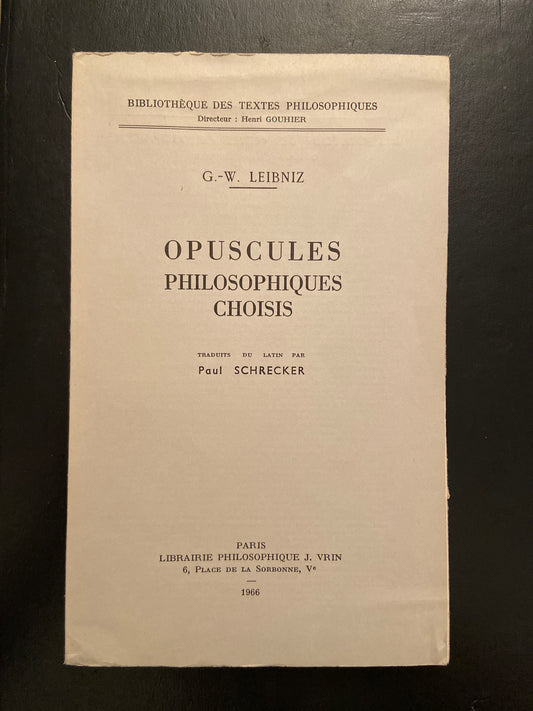 BIBLIOTHÈQUE DES TEXTES PHILOSOPHIQUES
Directeur : Henri GOUHIER
G.-W. LEIBNIZ
OPUSCULES
PHILOSOPHIQUES
CHOISIS
TRADUITS DU LATIN PAR
Paul SCHRECKER
PARIS
LIBRAIRIE PHILOSOPHIQUE J. VRIN
6, PLACE DE LA SORBONNE, Vᵉ
1966